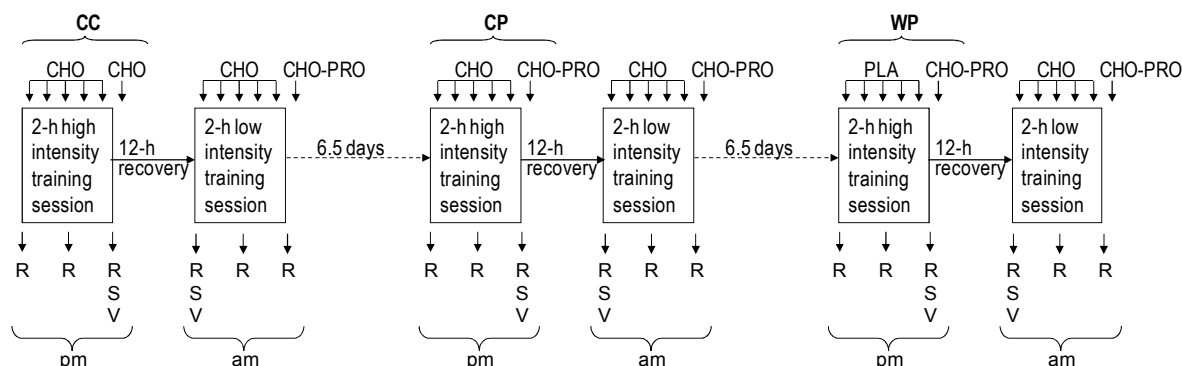 CC CP WP
CHO CHO CHO CHO-PRO CHO CHO-PRO CHO CHO-PRO PLA CHO-PRO CHO CHO-PRO
2-h high 2-h low 2-h high 2-h low 2-h high 2-h low
intensity 12-h intensity 6.5 days intensity 12-h intensity 6.5 days intensity 12-h intensity
training recovery training training recovery training training recovery training
session session session session session session
R R R R R R R R R R R R R R R R R R
S S S S S S
V V V V V V
pm am pm am pm am